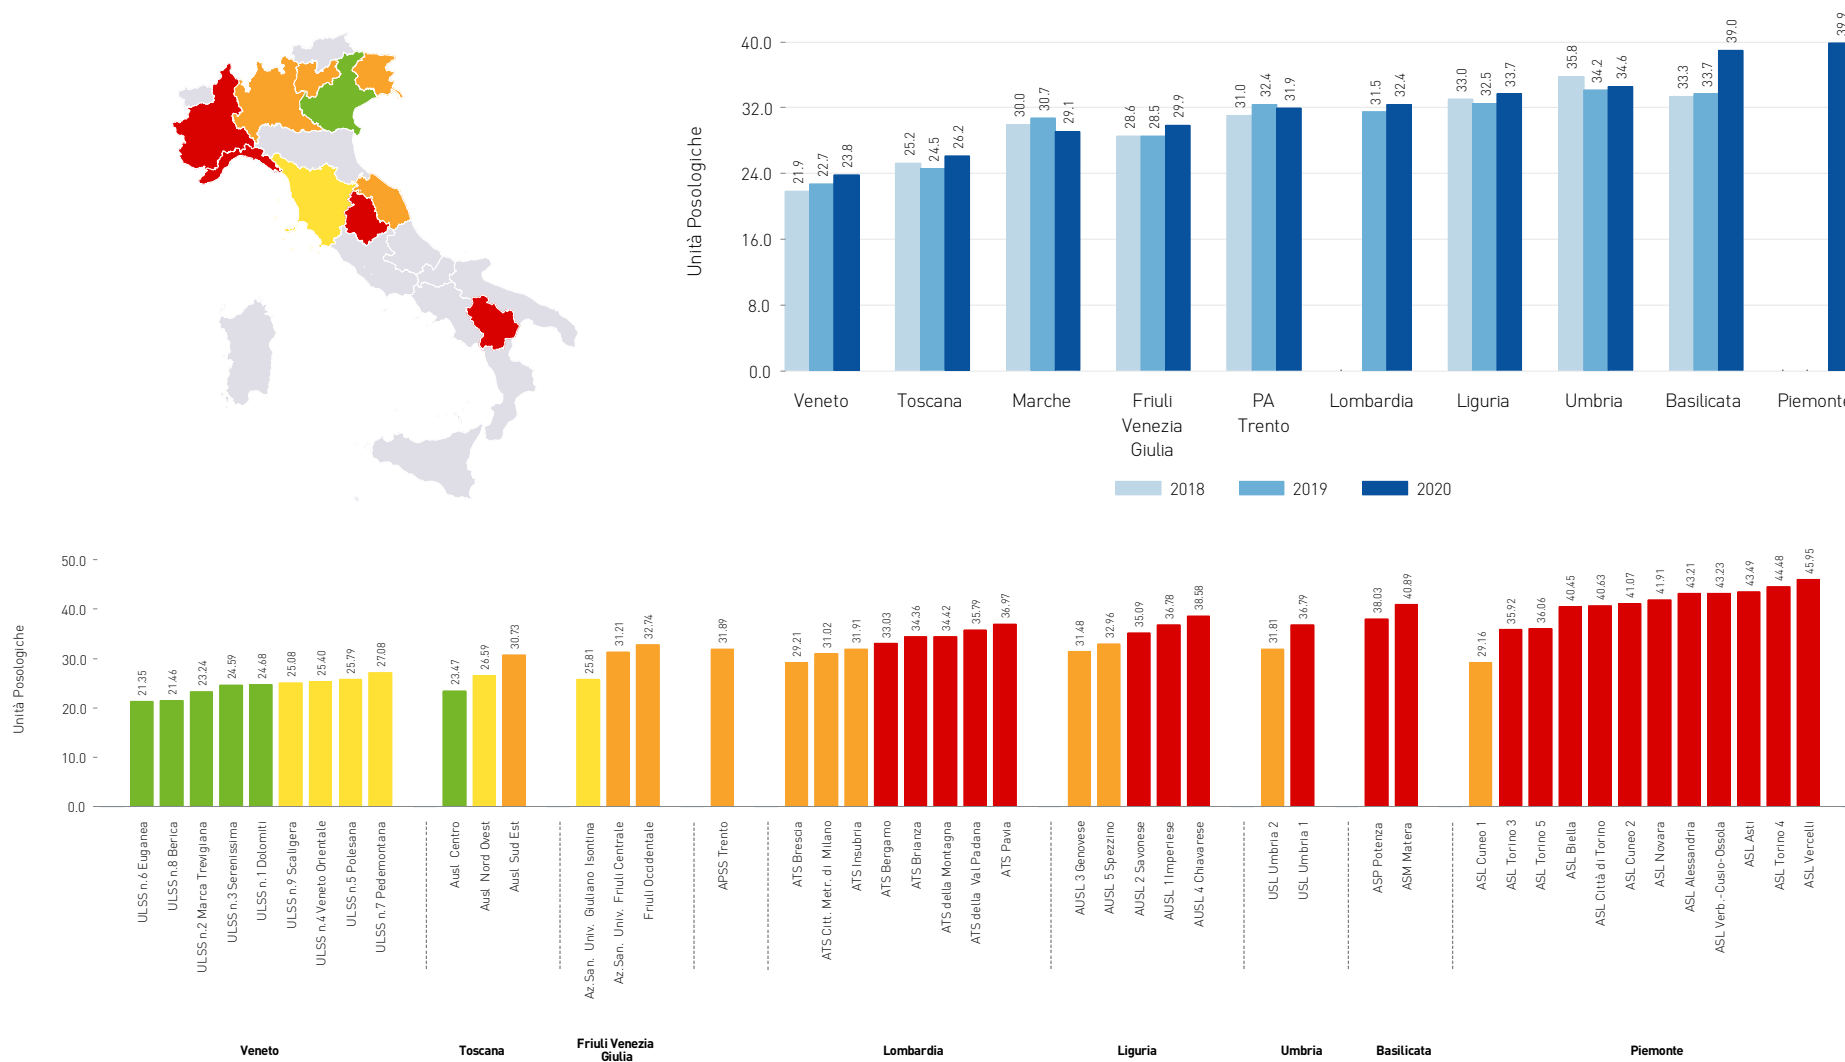 40.0
32.0
24.0
16.0
8.0
0.0
Unità Posologiche
21.9
22.7
23.8
25.2
24.5
26.2
30.0
30.7
29.1
28.6
28.5
29.9
31.0
32.4
31.9
31.5
32.4
33.0
32.5
33.7
35.8
34.2
34.6
33.3
33.7
39.0
39.9
Veneto
Toscana
Marche
Friuli
Venezia
Giulia
PA
Trento
Lombardia
Liguria
Umbria
Basilicata
Piemonte
2018
2019
2020
50.0
40.0
30.0
20.0
10.0
0.0
Unità Posologiche
21.35
21.46
23.24
24.59
24.68
25.08
25.40
25.79
27.08
23.47
26.59
30.73
25.81
31.21
32.74
31.89
29.21
31.02
31.91
33.03
34.36
34.42
35.79
36.97
31.48
32.96
35.09
36.78
38.58
31.81
36.79
38.03
40.89
29.16
35.92
36.06
40.45
40.63
41.07
41.91
43.21
43.23
43.49
44.48
45.95
ULSS n.6 Euganea
ULSS n.8 Berica
ULSS n.2 Marca Trevigiana
ULSS n.3 Serenissima
ULSS n.1 Dolomiti
ULSS n.9 Scaligera
ULSS n.4 Veneto Orientale
ULSS n.5 Polesana
ULSS n.7 Pedemontana
Ausl Centro
Ausl Nord Ovest
Ausl Sud Est
Az.San. Univ. Giuliano Isontina
Az.San. Univ. Friuli Centrale
Friuli Occidentale
APSS Trento
ATS Brescia
ATS Citt. Metr. di Milano
ATS Insubria
ATS Bergamo
ATS Brianza
ATS della Montagna
ATS della Val Padana
ATS Pavia
AUSL 3 Genovese
AUSL 5 Spezzino
AUSL 2 Savonese
AUSL 1 Imperiese
AUSL 4 Chiavarese
USL Umbria 2
USL Umbria 1
ASP Potenza
ASM Matera
ASL Cuneo 1
ASL Torino 3
ASL Torino 5
ASL Biella
ASL Città di Torino
ASL Cuneo 2
ASL Novara
ASL Alessandria
ASL Verb.-Cusio-Ossola
ASL Asti
ASL Torino 4
ASL Vercelli
Veneto
Toscana
Friuli Venezia
Giulia
Lombardia
Liguria
Umbria
Basilicata
Piemonte